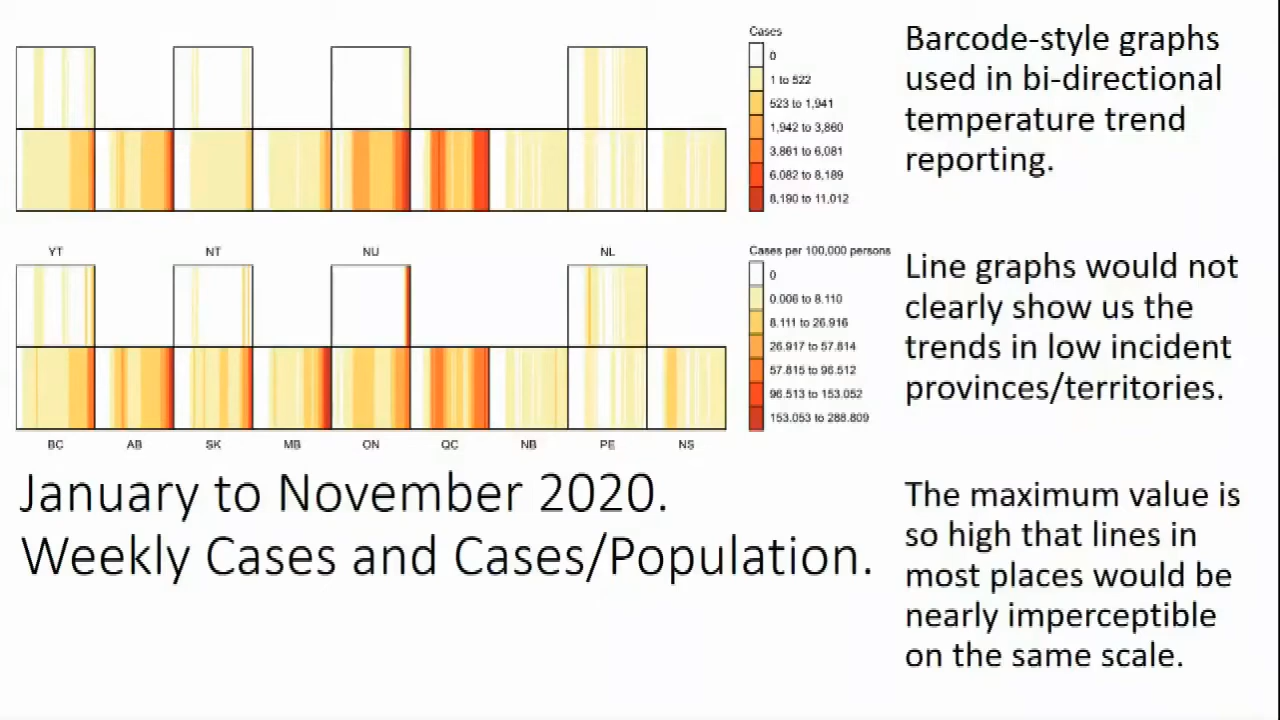 Cases
0
1 to 522
523 to 1,941
1,942 to 3,860
3,861 to 6,081
6,082 to 8,189
8,190 to 11,012
YT NT NU NL
Cases per 100,000 persons
0
0.006 to 8.110
8.111 to 26.916
26.917 to 57.814
57.815 to 96.512
96.513 to 153.052
153.053 to 288.809
BC AB SK MB ON QC NB PE NS
January to November 2020.
Weekly Cases and Cases/Population.
Barcode-style graphs
used in bi-directional
temperature trend
reporting.
Line graphs would not
clearly show us the
trends in low incident
provinces/territories.
The maximum value is
so high that lines in
most places would be
nearly imperceptible
on the same scale.